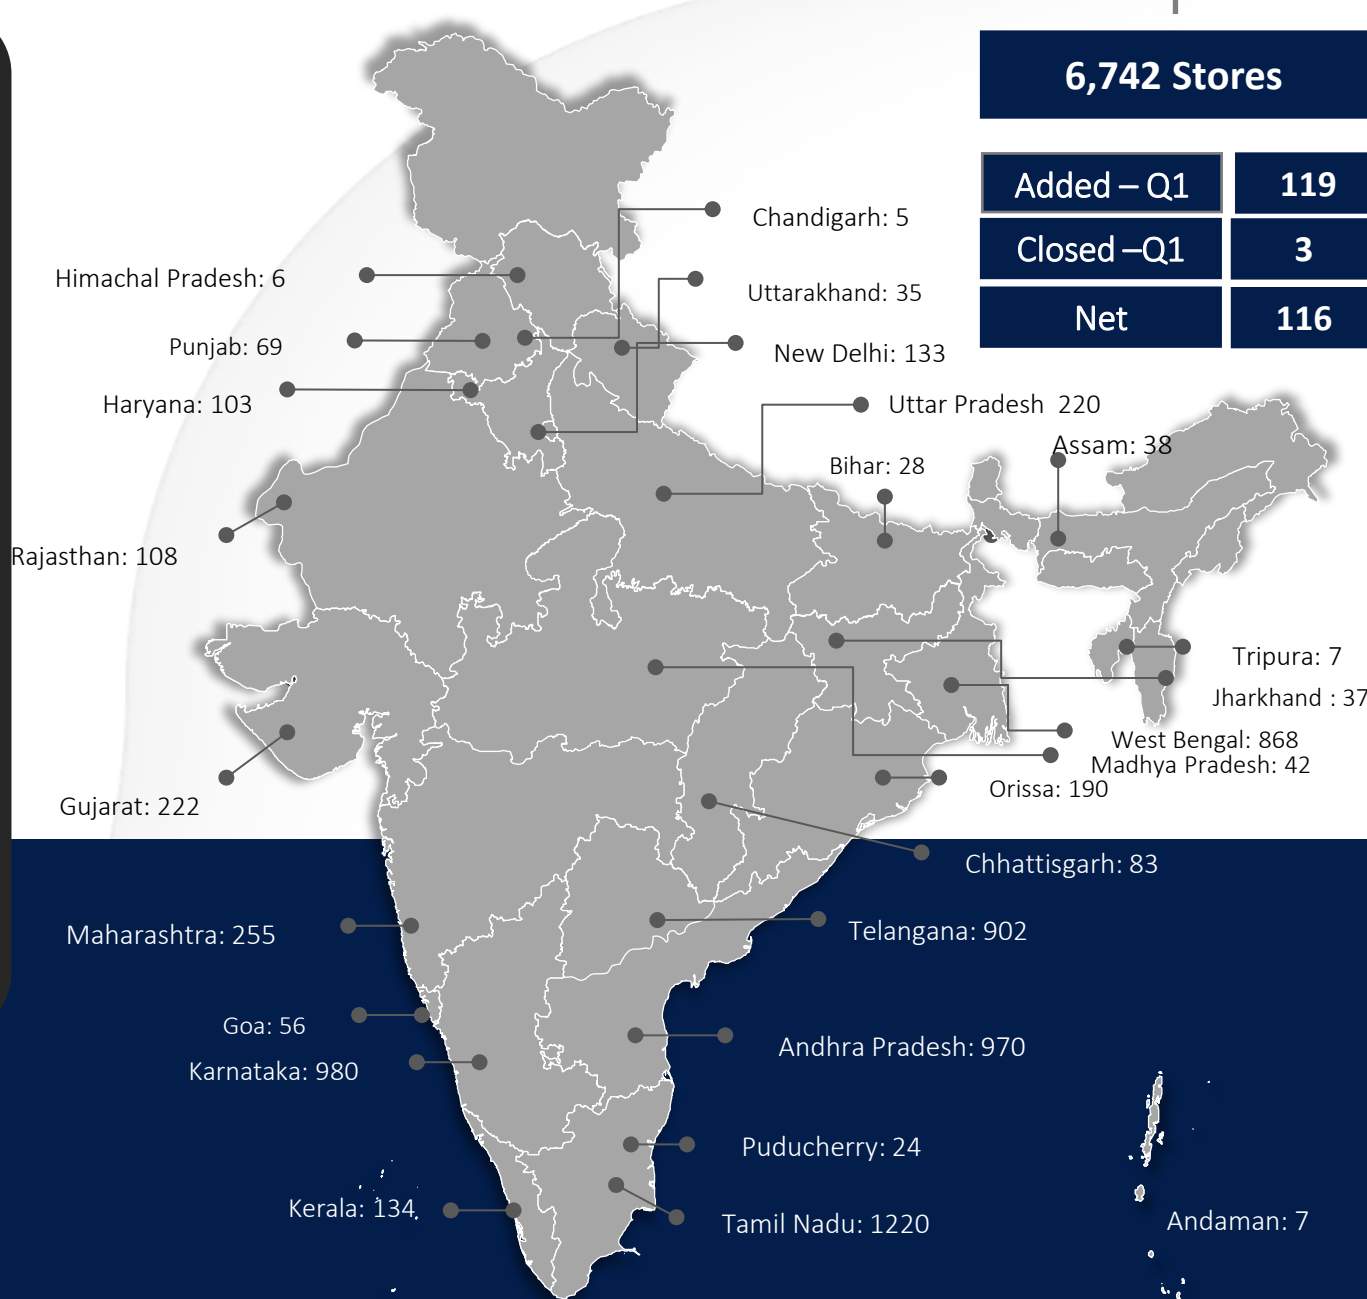 6,742 Stores
Added – Q1 119
Closed –Q1 3
Net 116
Chandigarh: 5
Himachal Pradesh: 6
Uttarakhand: 35
Punjab: 69
New Delhi: 133
Haryana: 103
Uttar Pradesh 220
Assam: 38
Bihar: 28
Rajasthan: 108
Tripura: 7
Jharkhand : 37
West Bengal: 868
Madhya Pradesh: 42
Orissa: 190
Gujarat: 222
Chhattisgarh: 83
Maharashtra: 255
Telangana: 902
Goa: 56
Andhra Pradesh: 970
Karnataka: 980
Puducherry: 24
Kerala: 134
Tamil Nadu: 1220
Andaman: 7